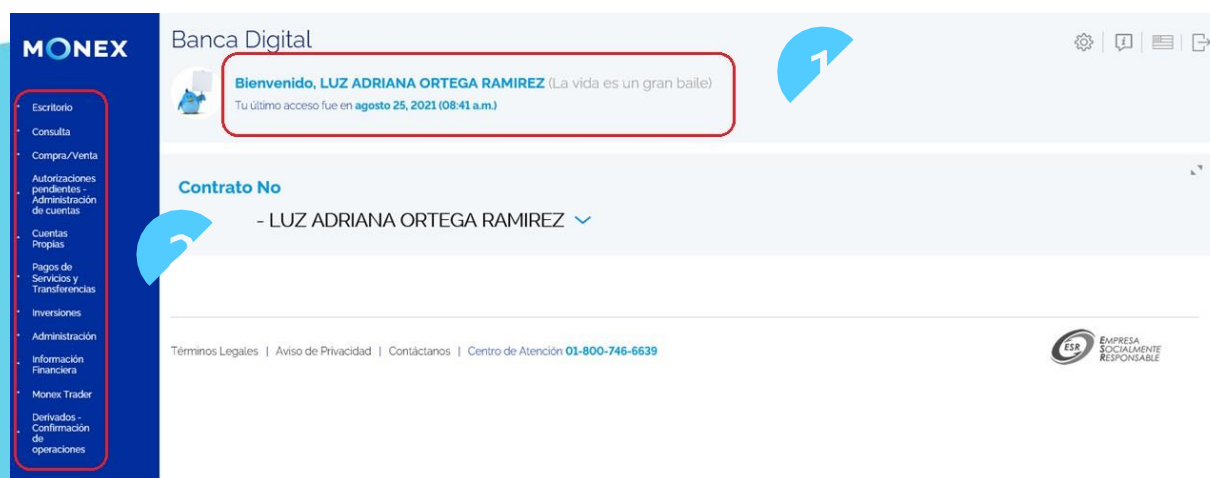 MONEX
Escritorio
Consulta
Compra/Venta
Autorizaciones
pendientes -
Administración
de cuentas
Cuentas
Propias
Pagos de
Servicios y
Transferencias
Inversiones
Administración
Información
Financiera
Monex Trader
Derivados -
Confirmación
de
operaciones
Banca Digital
Bienvenido, LUZ ADRIANA ORTEGA RAMIREZ (La vida es un gran baile)
Tu último acceso fue en agosto 25, 2021 (08:41 a.m.)
1
Contrato No
- LUZ ADRIANA ORTEGA RAMIREZ
2
Términos Legales | Aviso de Privacidad | Contáctanos | Centro de Atención 01-800-746-6639
ESR
EMPRESA
SOCIALMENTE
RESPONSABLE